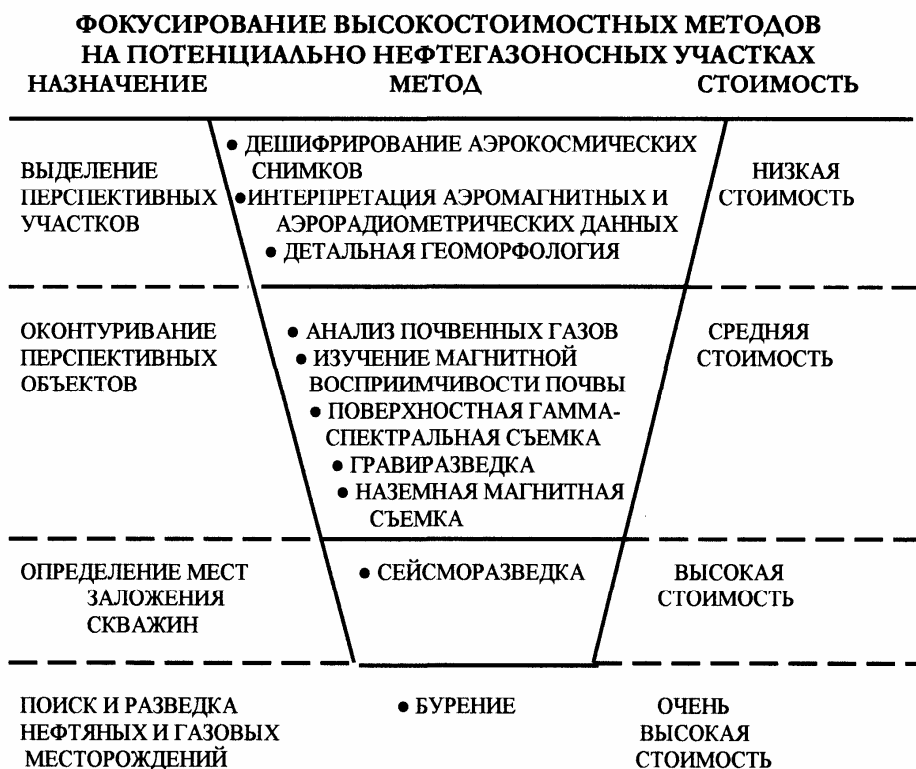 ФОКУСИРОВАНИЕ ВЫСОКОСТОИМОСТНЫХ МЕТОДОВ
НА ПОТЕНЦИАЛЬНО НЕФТЕГАЗОНОСНЫХ УЧАСТКАХ
НАЗНАЧЕНИЕ МЕТОД СТОИМОСТЬ
ВЫДЕЛЕНИЕ
ПЕРСПЕКТИВНЫХ
УЧАСТКОВ
● ДЕШИФРИРОВАНИЕ АЭРОКОСМИЧЕСКИХ
СНИМКОВ
● ИНТЕРПРЕТАЦИЯ АЭРОМАГНИТНЫХ И
АЭРОРАДИОМЕТРИЧЕСКИХ ДАННЫХ
● ДЕТАЛЬНАЯ ГЕОМОРФОЛОГИЯ
НИЗКАЯ
СТОИМОСТЬ
ОКОНТУРИВАНИЕ
ПЕРСПЕКТИВНЫХ
ОБЪЕКТОВ
● АНАЛИЗ ПОЧВЕННЫХ ГАЗОВ
● ИЗУЧЕНИЕ МАГНИТНОЙ
ВОСПРИИМЧИВОСТИ ПОЧВЫ
● ПОВЕРХНОСТНАЯ ГАММА-
СПЕКТРАЛЬНАЯ СЪЕМКА
● ГРАВИРАЗВЕДКА
● НАЗЕМНАЯ МАГНИТНАЯ
СЪЕМКА
СРЕДНЯЯ
СТОИМОСТЬ
ОПРЕДЕЛЕНИЕ МЕСТ
ЗАЛОЖЕНИЯ
СКВАЖИН
● СЕЙСМОРАЗВЕДКА
ВЫСОКАЯ
СТОИМОСТЬ
ПОИСК И РАЗВЕДКА
НЕФТЯНЫХ И ГАЗОВЫХ
МЕСТОРОЖДЕНИЙ
● БУРЕНИЕ
ОЧЕНЬ
ВЫСОКАЯ
СТОИМОСТЬ